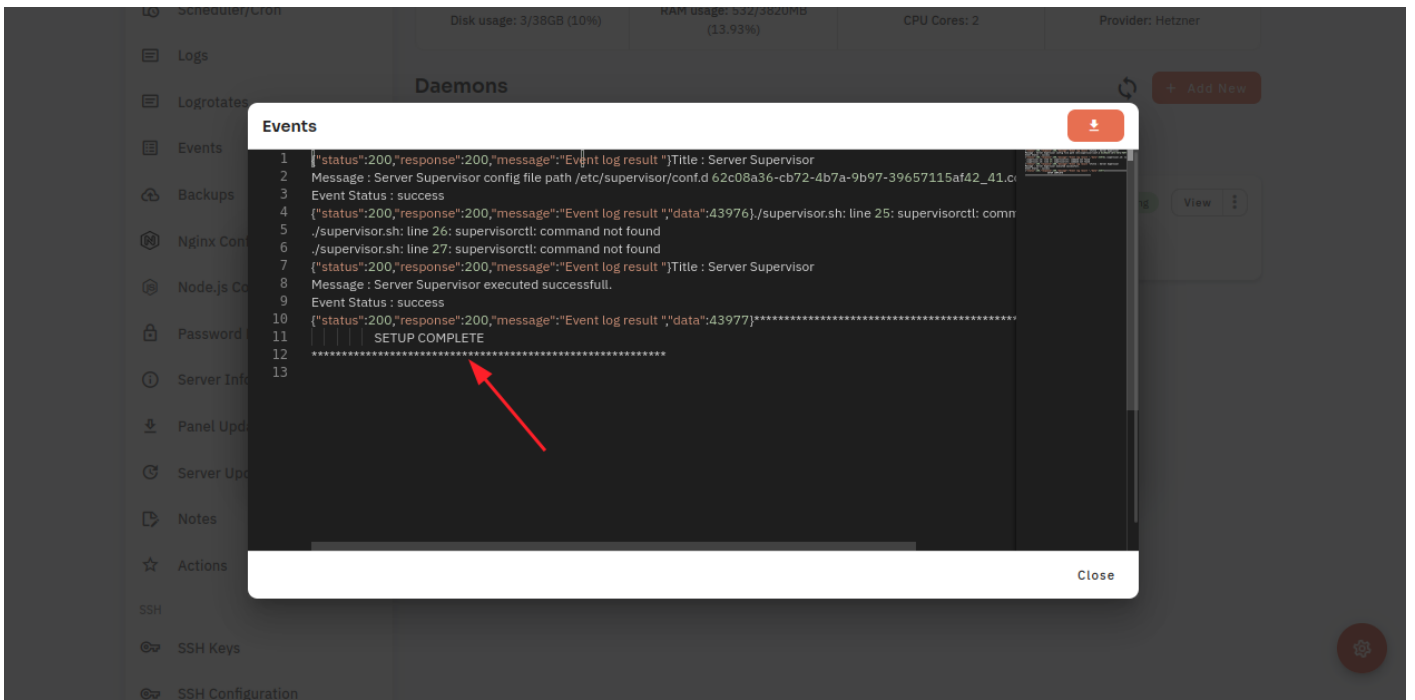 Scheduler/Cron
Logs
Logrotates
Events
Backups
Nginx Con
Node.js Co
Password
Server Info
Panel Upd
Server Upd
Notes
Actions
SSH
SSH Keys
SSH Configuration
Disk usage: 3/38GB (10%)
RAM usage: 532/3820MB
(13.93%)
CPU Cores: 2
Provider: Hetzner
Daemons
+ Add New
View
Events
1 {"status":200,"response":200,"message":"Event log result "}Title : Server Supervisor
2 Message : Server Supervisor config file path /etc/supervisor/conf.d 62c08a36-cb72-4b7a-9b97-39657115af42_41.c
3 Event Status : success
4 {"status":200,"response":200,"message":"Event log result ","data":43976}./supervisor.sh: line 25: supervisorctl: comm
5 ./supervisor.sh: line 26: supervisorctl: command not found
6 ./supervisor.sh: line 27: supervisorctl: command not found
7 {"status":200,"response":200,"message":"Event log result "}Title : Server Supervisor
8 Message : Server Supervisor executed successfull.
9 Event Status : success
10 {"status":200,"response":200,"message":"Event log result ","data":43977}********************************************
11 SETUP COMPLETE
12 ***********************************************************
13
Close